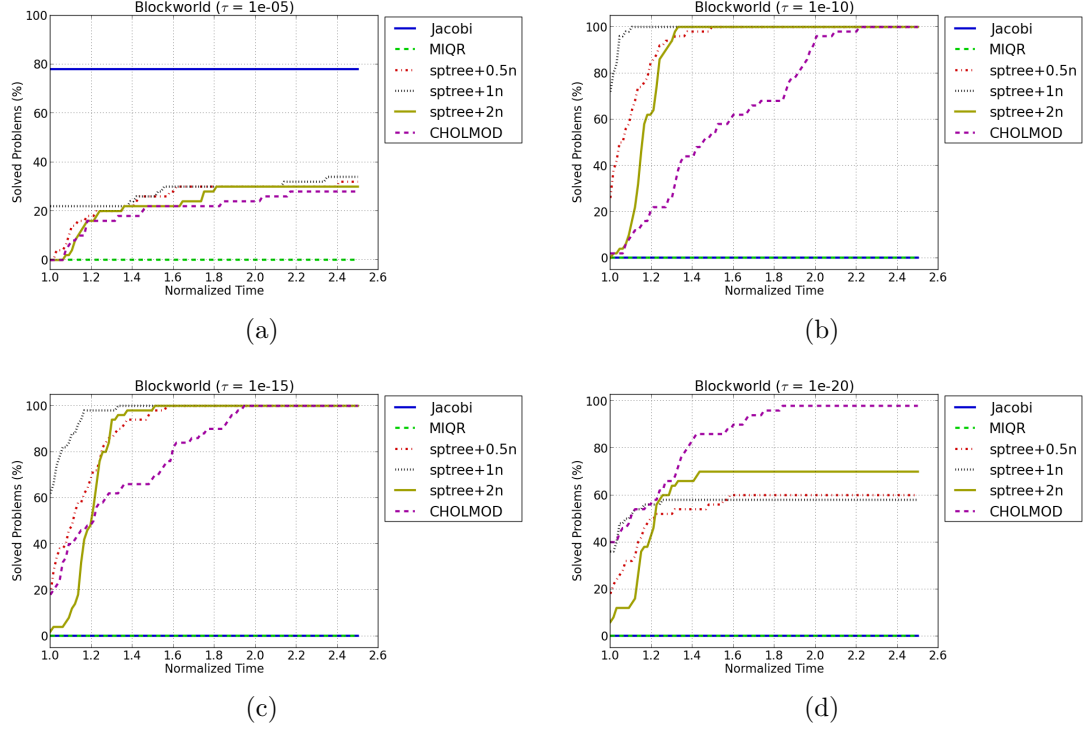 Blockworld (τ = 1e-05)
100
80
60
40
20
0
Solved Problems (%)
1.0 1.2 1.4 1.6 1.8 2.0 2.2 2.4 2.6
Normalized Time
Jacobi
MIQR
sptree+0.5n
sptree+1n
sptree+2n
CHOLMOD
(a)
Blockworld (τ = 1e-10)
100
80
60
40
20
0
Solved Problems (%)
1.0 1.2 1.4 1.6 1.8 2.0 2.2 2.4 2.6
Normalized Time
Jacobi
MIQR
sptree+0.5n
sptree+1n
sptree+2n
CHOLMOD
(b)
Blockworld (τ = 1e-15)
100
80
60
40
20
0
Solved Problems (%)
1.0 1.2 1.4 1.6 1.8 2.0 2.2 2.4 2.6
Normalized Time
Jacobi
MIQR
sptree+0.5n
sptree+1n
sptree+2n
CHOLMOD
(c)
Blockworld (τ = 1e-20)
100
80
60
40
20
0
Solved Problems (%)
1.0 1.2 1.4 1.6 1.8 2.0 2.2 2.4 2.6
Normalized Time
Jacobi
MIQR
sptree+0.5n
sptree+1n
sptree+2n
CHOLMOD
(d)